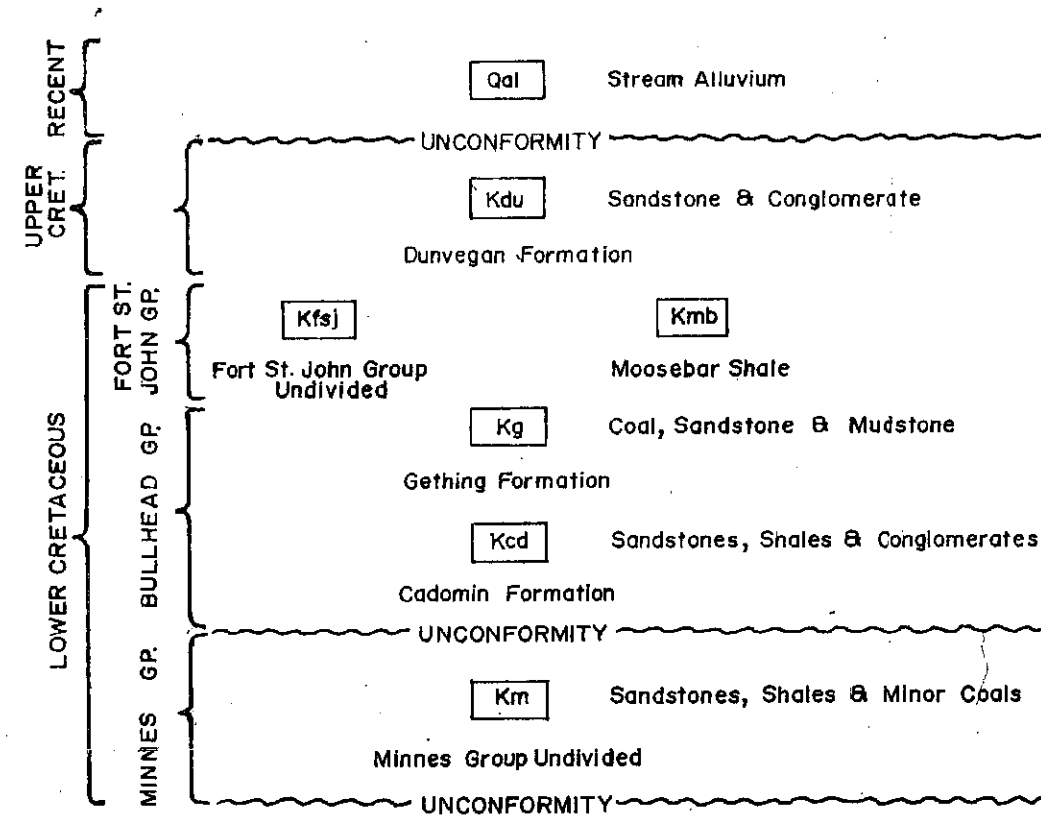 RECENT
Qal Stream Alluvium
UNCONFORMITY
UPPER
CRET.
Kdu Sandstone & Conglomerate
Dunvegan Formation
LOWER CRETACEOUS
FORT ST.
JOHN GP.
Kfsj Kmb
Fort St. John Group Moosebar Shale
Undivided
BULLHEAD GP.
Kg Coal, Sandstone & Mudstone
Gething Formation
Kcd Sandstones, Shales & Conglomerates
Cadomin Formation
UNCONFORMITY
MINNES GP.
Km Sandstones, Shales & Minor Coals
Minnes Group Undivided
UNCONFORMITY